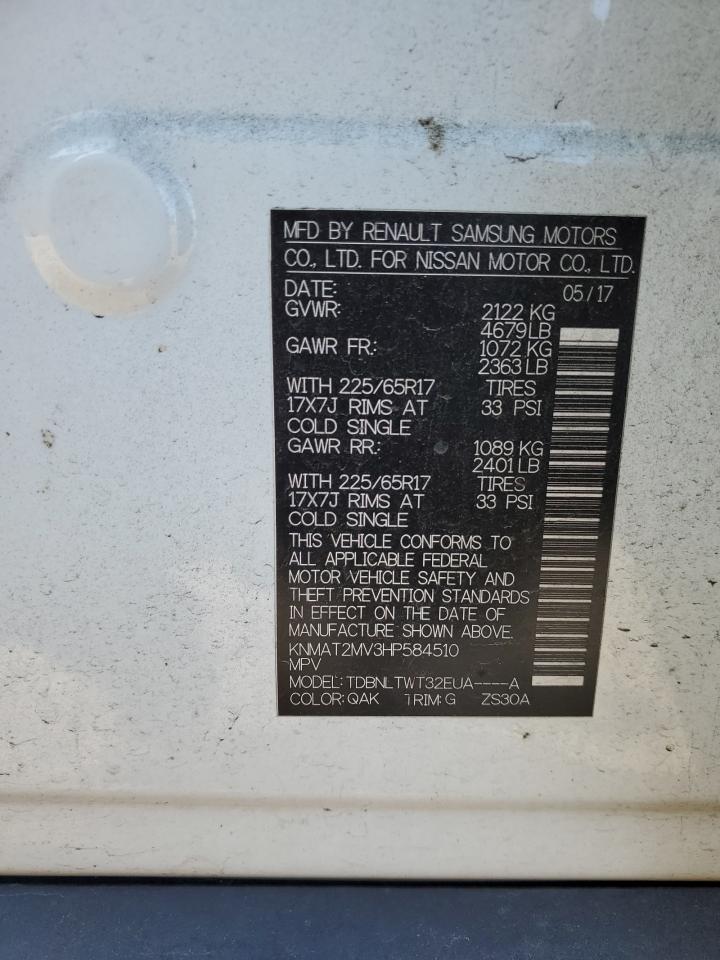 MFD BY RENAULT SAMSUNG MOTORS
CO., LTD. FOR NISSAN MOTOR CO., LTD.
DATE: 05/17
GVWR: 2122 KG
4679LB
GAWR FR.: 1072 KG
2363LB
WITH 225/65R17 TIRES
17X7J RIMS AT 33 PSI
COLD SINGLE
GAWR RR.: 1089 KG
2401LB
WITH 225/65R17 TIRES
17X7J RIMS AT 33 PSI
COLD SINGLE
THIS VEHICLE CONFORMS TO
ALL APPLICABLE FEDERAL
MOTOR VEHICLE SAFETY AND
THEFT PREVENTION STANDARDS
IN EFFECT ON THE DATE OF
MANUFACTURE SHOWN ABOVE.
KNMAT2MV3HP584510
MPV
MODEL: TDBNLTWT32EUA----A
COLOR: QAK TRIM: G ZS30A